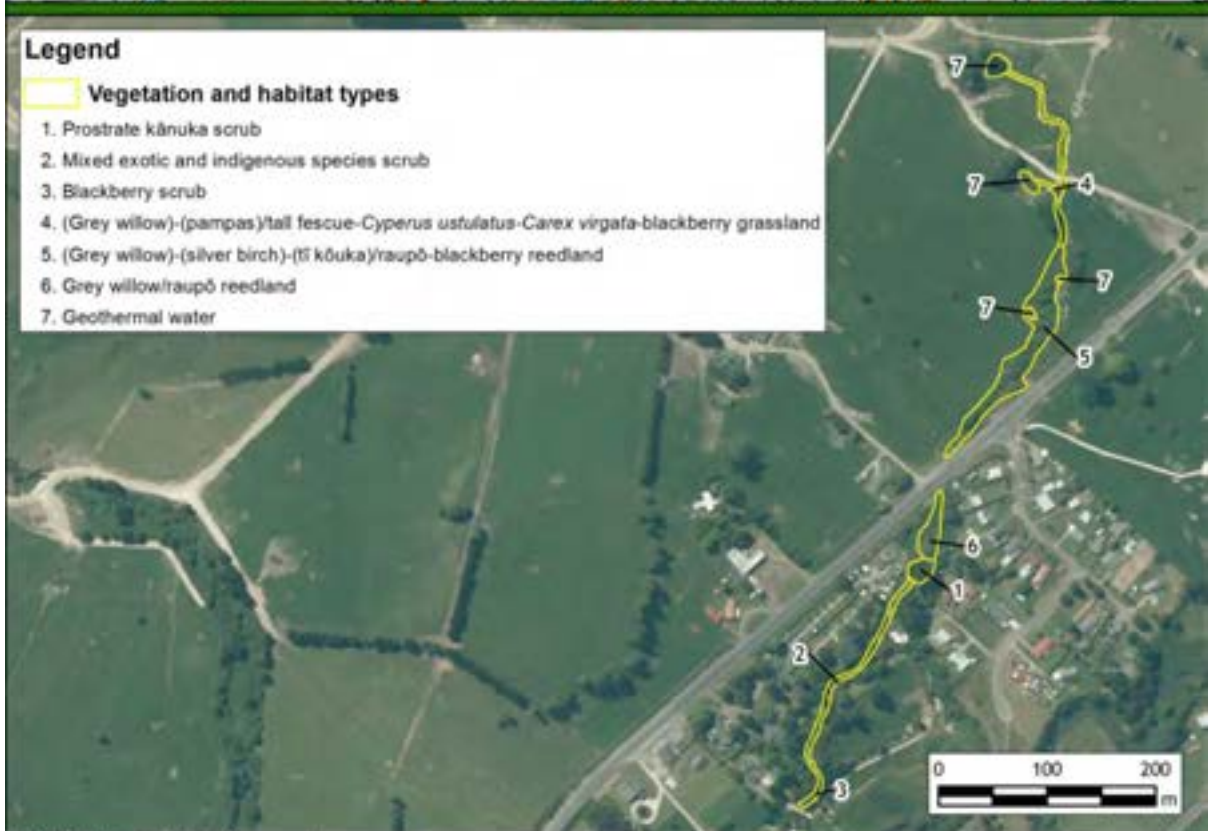 Legend
Vegetation and habitat types
1. Prostrate kānuka scrub
2. Mixed exotic and indigenous species scrub
3. Blackberry scrub
4. (Grey willow)-(pampas)/tall fescue-Cyperus ustulatus-Carex virgata-blackberry grassland
5. (Grey willow)-(silver birch)-(tī kōuka)/raupō-blackberry reedland
6. Grey willow/raupō reedland
7. Geothermal water
7
7
4
7
7
5
6
1
2
3
0 100 200
m